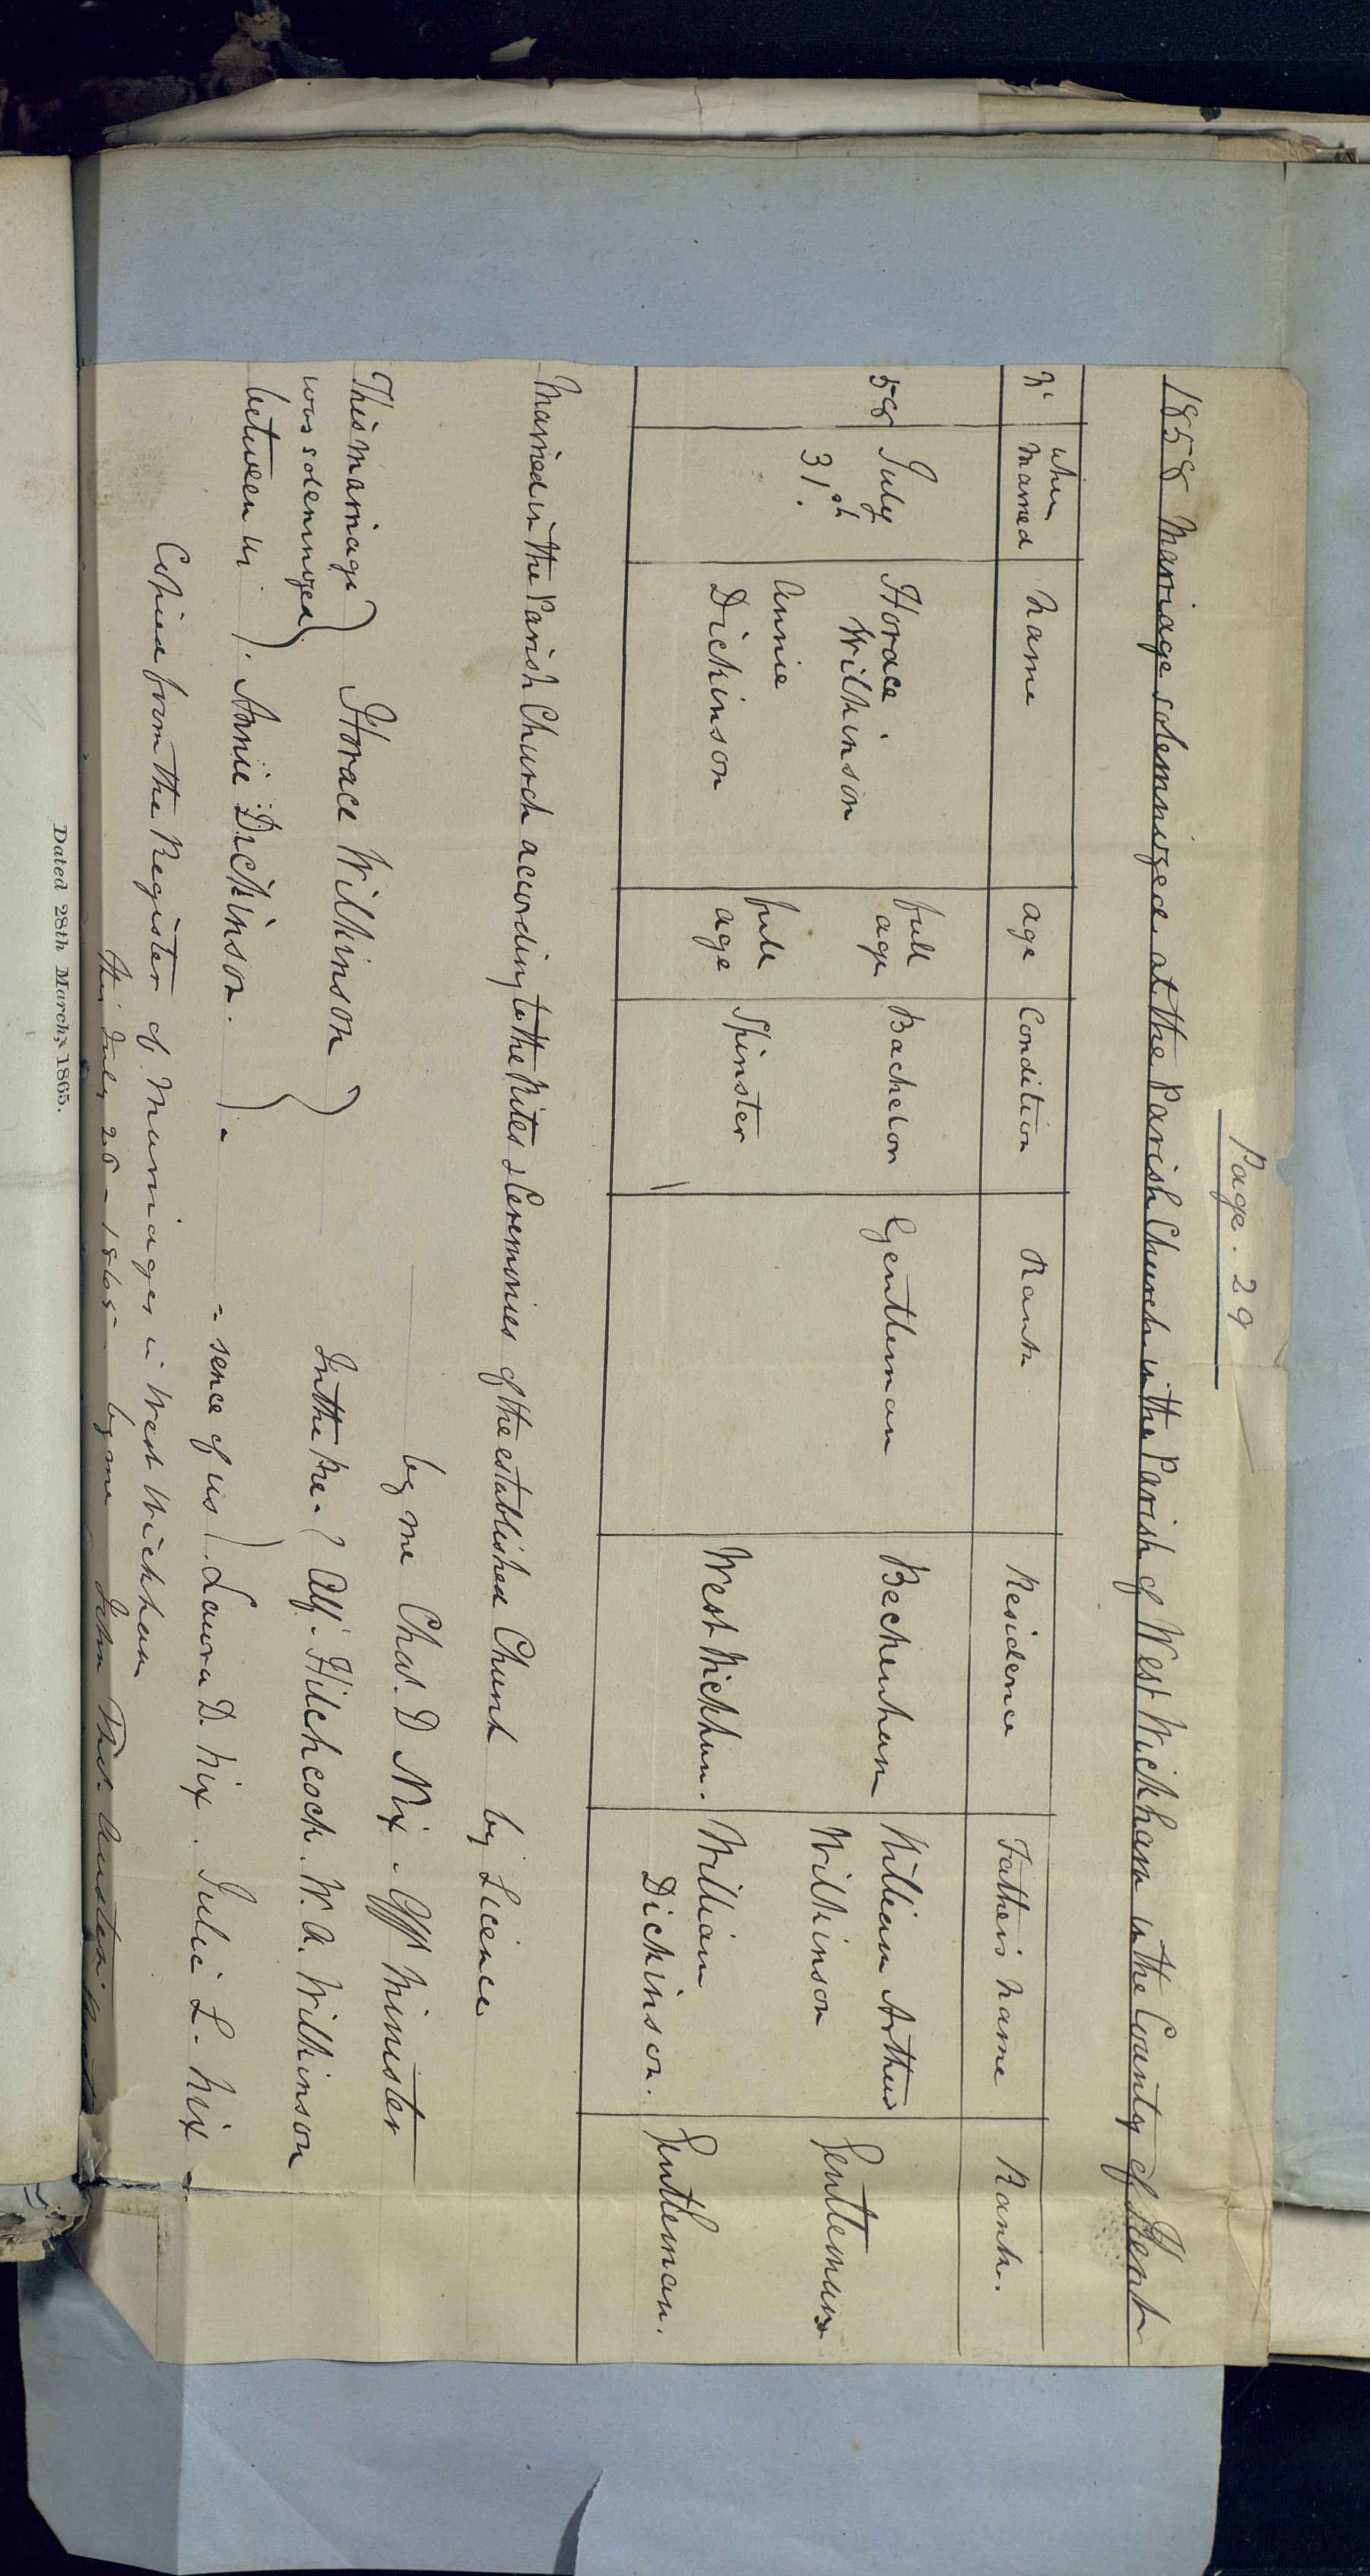 Page. 29
1858 Marriage solemnized at the Parish Church in the Parish of West Wickham in the County of Kent
No when married Name age Condition Rank Residence Father's Name Rank.
58 July 31st. Horace Wilkinson full age Bachelor Gentleman Beckenham William Arthur Wilkinson Gentleman
Annie Dickinson full age Spinster West Wickham. William Dickinson. Gentleman.
Married in the Parish Church according to the Rites & Ceremonies of the established Church by Licence
by me Chas. D Nix. Offg Minister
This marriage was solemnized between us Horace Wilkinson
Annie Dickinson.
In the Pre- Alf. Hitchcock. W. A. Wilkinson
-sence of us Laura D. Nix. Julia L. Nix
Copied from the Register of Marriages in West Wickham
this July 26 - 1865. by me John Thos. Austen.
Dated 28th March, 1865.